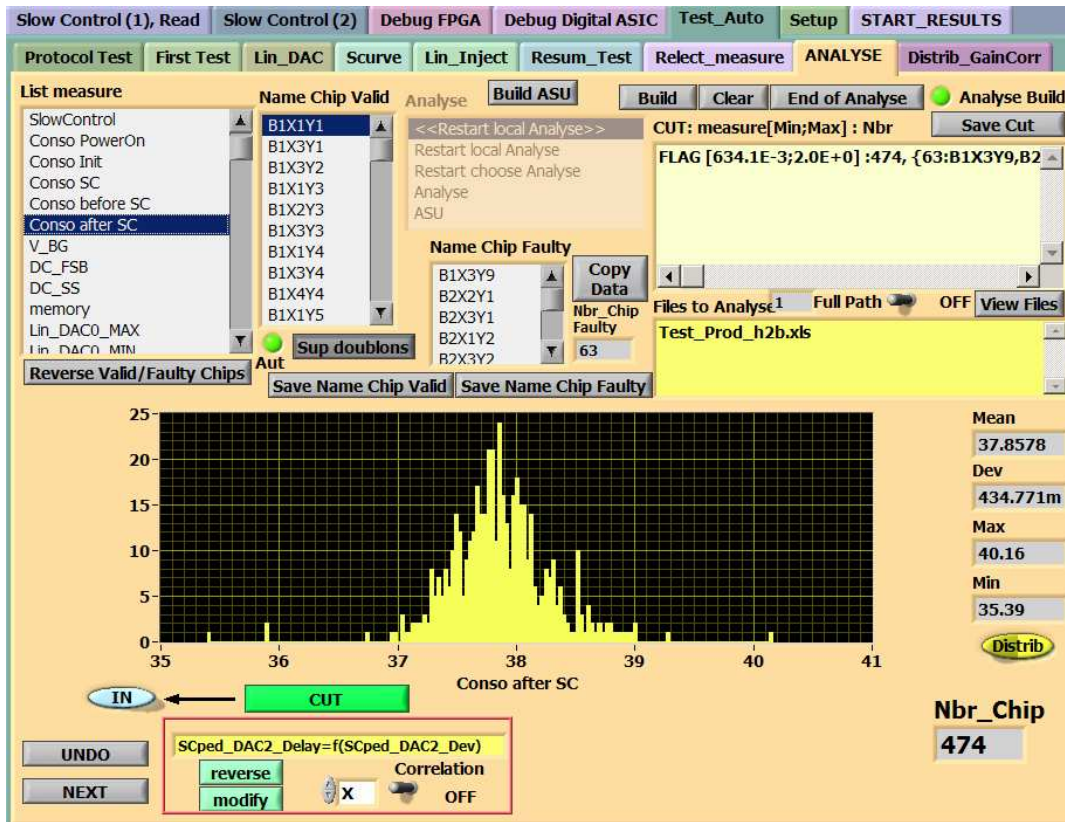 Slow Control (1), Read Slow Control (2) Debug FPGA Debug Digital ASIC Test_Auto Setup START_RESULTS
Protocol Test First Test Lin_DAC Scurve Lin_Inject Resum_Test Relect_measure ANALYSE Distrib_GainCorr
List measure
SlowControl
Conso PowerOn
Conso Init
Conso SC
Conso before SC
Conso after SC
V_BG
DC_FSB
DC_SS
memory
Lin_DAC0_MAX
Lin_DAC0_MIN
Reverse Valid/Faulty Chips
Name Chip Valid
B1X1Y1
B1X3Y1
B1X3Y2
B1X1Y3
B1X2Y3
B1X3Y3
B1X1Y4
B1X3Y4
B1X4Y4
B1X1Y5
Aut
Sup doublons
Save Name Chip Valid
Save Name Chip Faulty
Analyse
Build ASU
<<Restart local Analyse>>
Restart local Analyse
Restart choose Analyse
Analyse
ASU
Name Chip Faulty
B1X3Y9
B2X2Y1
B2X3Y1
B2X1Y2
B2X3Y2
Copy
Data
Nbr_Chip
Faulty
63
Build Clear End of Analyse Analyse Build
CUT: measure[Min;Max] : Nbr Save Cut
FLAG [634.1E-3;2.0E+0] :474, {63:B1X3Y9,B2
Files to Analyse 1 Full Path OFF View Files
Test_Prod_h2b.xls
25
20
15
10
5
0
35 36 37 38 39 40 41
Conso after SC
Mean
37.8578
Dev
434.771m
Max
40.16
Min
35.39
Distrib
IN CUT
Nbr_Chip
474
UNDO
NEXT
SCped_DAC2_Delay=f(SCped_DAC2_Dev)
reverse
modify
X
Correlation
OFF